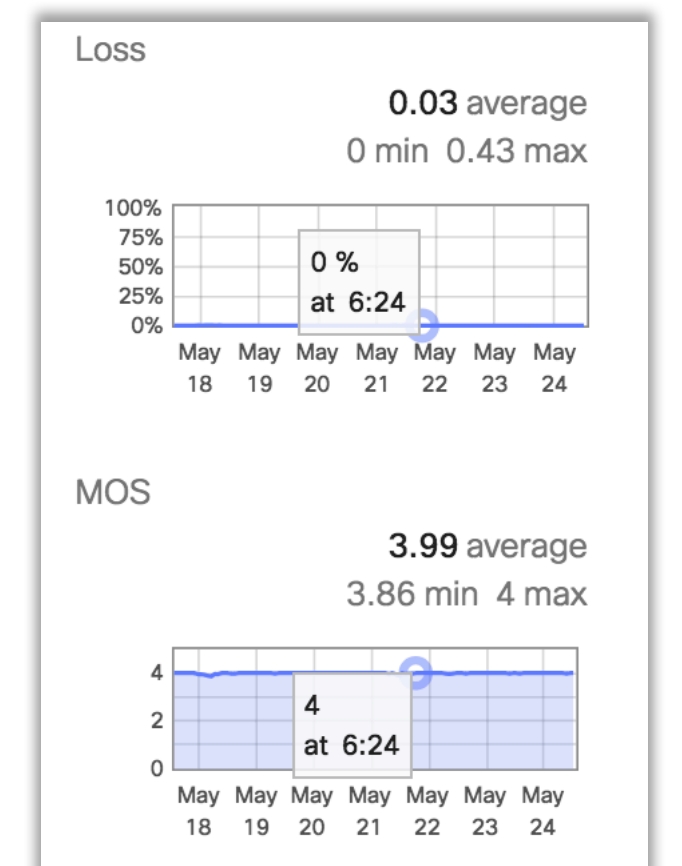 Loss
0.03 average
0 min 0.43 max
100%
75%
50%
25%
0%
0 %
at 6:24
May May May May May May May
18 19 20 21 22 23 24
MOS
3.99 average
3.86 min 4 max
4
2
0
4
at 6:24
May May May May May May May
18 19 20 21 22 23 24